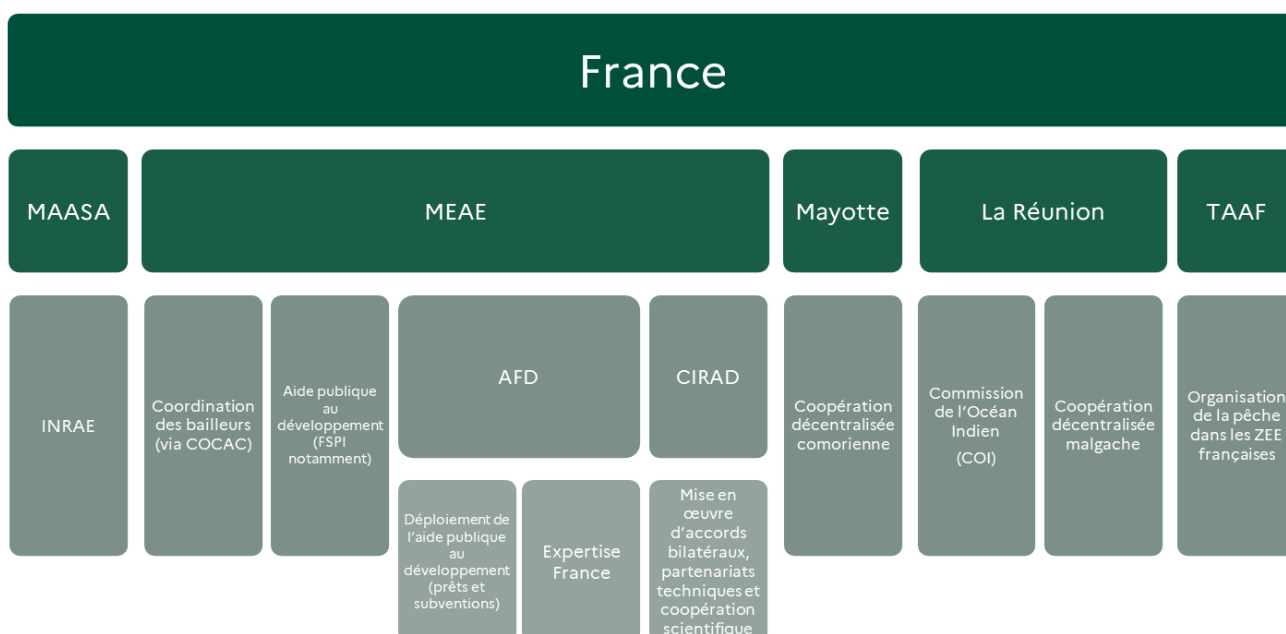 France
MAASA
MEAE
Mayotte
La Réunion
TAAF
INRAE
Coordination
des bailleurs
(via COCAC)
Aide publique
au
développement
(FSPI
notamment)
AFD
CIRAD
Coopération
décentralisée
comorienne
Commission
de l’Océan
Indien
(COI)
Coopération
décentralisée
malgache
Organisation
de la pêche
dans les ZEE
françaises
Déploiement de
l’aide publique
au
développement
(prêts et
subventions)
Expertise
France
Mise en
œuvre
d’accords
bilatéraux,
partenariats
techniques et
coopération
scientifique